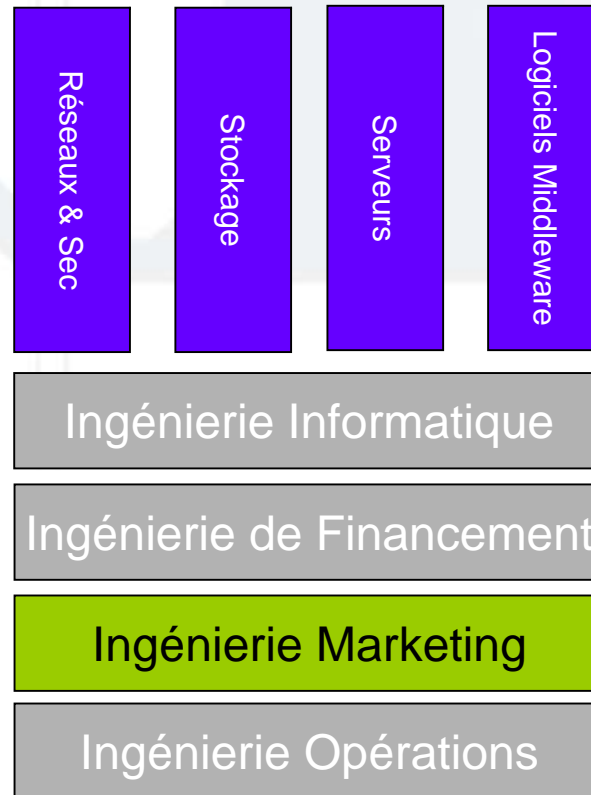 Réseaux & Sec
Stockage
Serveurs
Logiciels Middleware
Ingénierie Informatique
Ingénierie de Financement
Ingénierie Marketing
Ingénierie Opérations